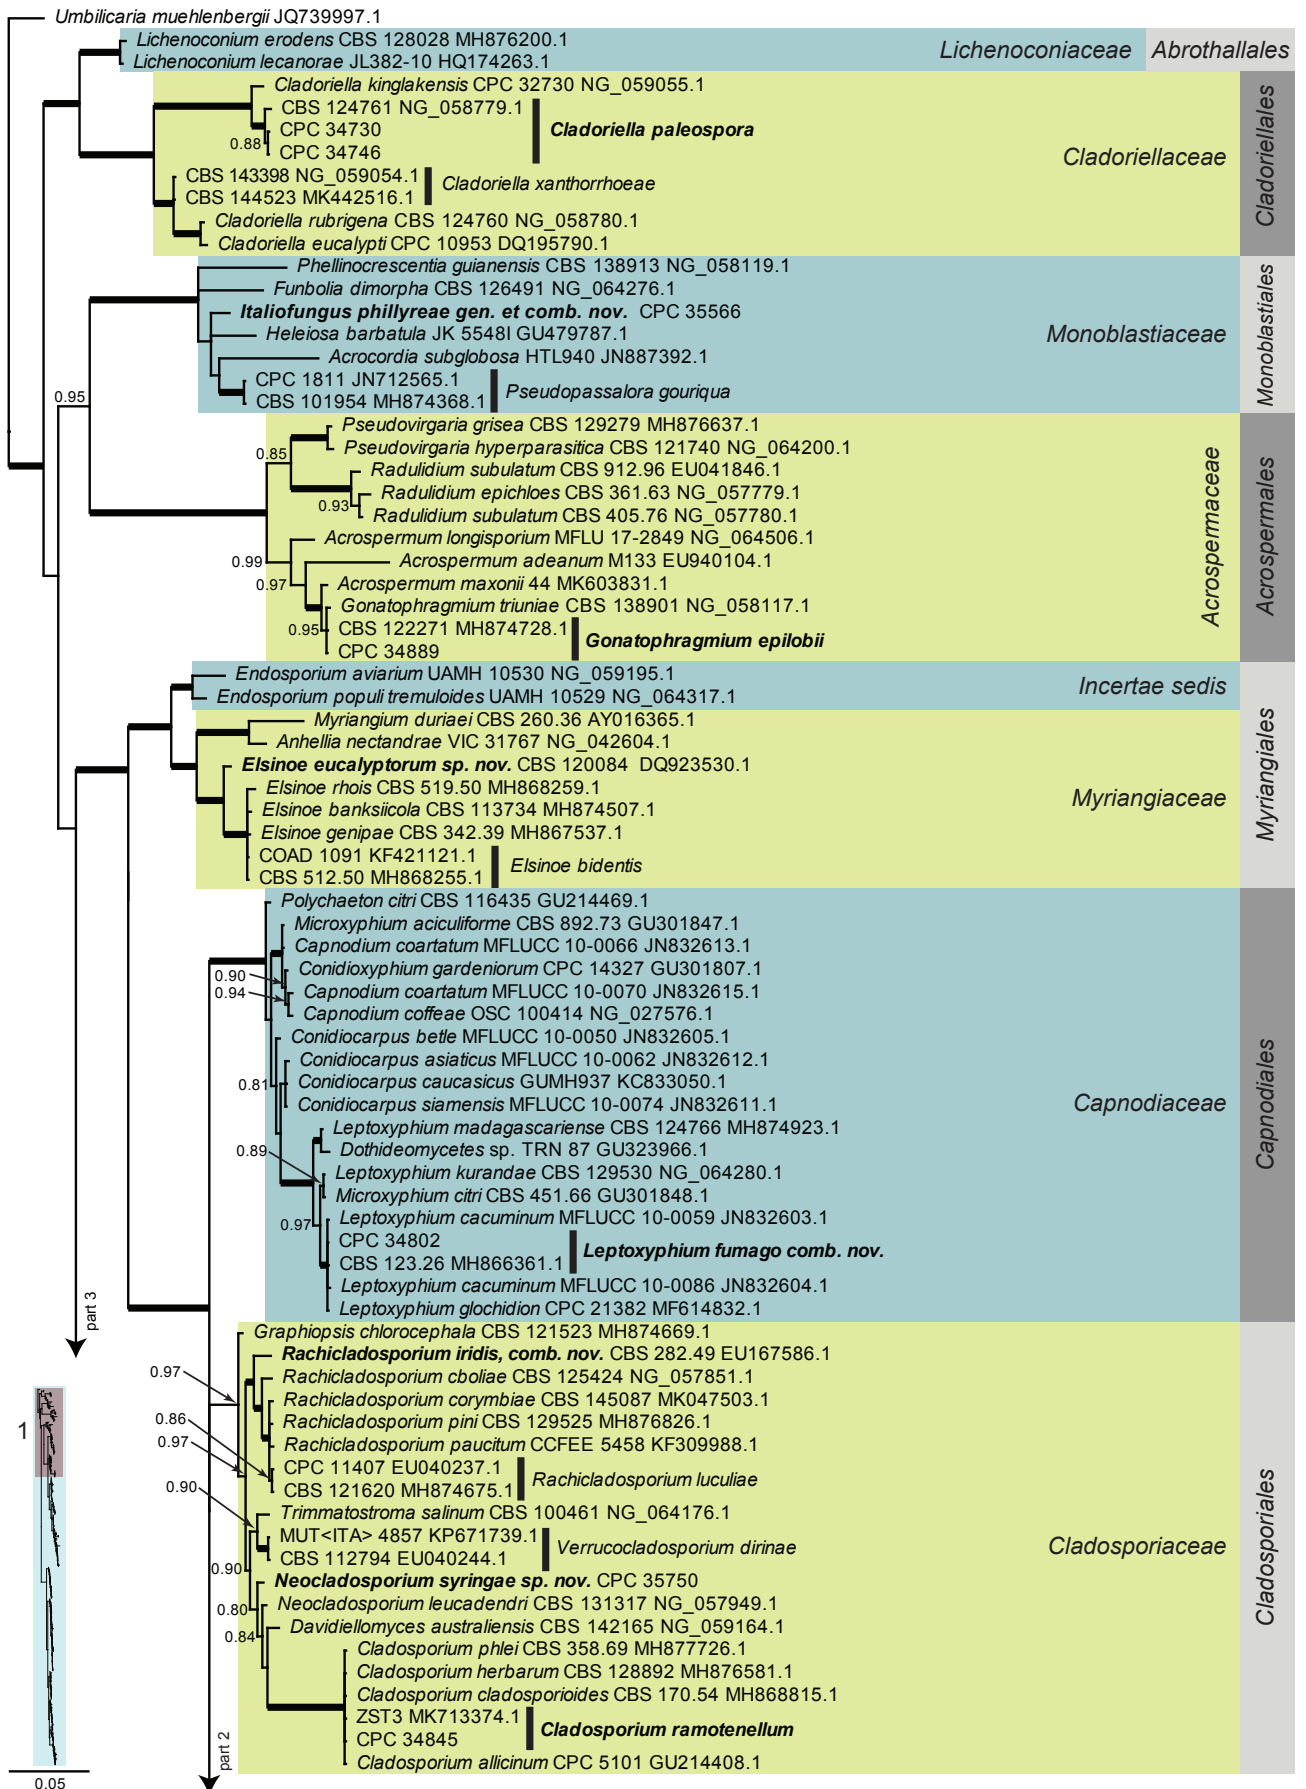 Umbilicaria muehlenbergii JQ739997.1
Lichenoconium erodens CBS 128028 MH876200.1
Lichenoconium lecanorae JL382-10 HQ174263.1
Lichenoconiaceae
Abrothallales
Cladoriella kinglakensis CPC 32730 NG_059055.1
CBS 124761 NG_058779.1
CPC 34730
CPC 34746
0.88
Cladoriella paleospora
CBS 143398 NG_059054.1
CBS 144523 MK442516.1
Cladoriella xanthorrhoeae
Cladoriella rubrigena CBS 124760 NG_058780.1
Cladoriella eucalypti CPC 10953 DQ195790.1
Cladoriellaceae
Cladoriellales
Phellinocrescentia guianensis CBS 138913 NG_058119.1
Funbolia dimorpha CBS 126491 NG_064276.1
Italiofungus phillyreae gen. et comb. nov. CPC 35566
Heleiosa barbatula JK 5548I GU479787.1
Acrocordia subglobosa HTL940 JN887392.1
CPC 1811 JN712565.1
CBS 101954 MH874368.1
Pseudopassalora gouriqua
0.95
Monoblastiaceae
Monoblastiales
Pseudovirgaria grisea CBS 129279 MH876637.1
Pseudovirgaria hyperparasitica CBS 121740 NG_064200.1
0.85
Radulidium subulatum CBS 912.96 EU041846.1
Radulidium epichloes CBS 361.63 NG_057779.1
0.93
Radulidium subulatum CBS 405.76 NG_057780.1
Acrospermum longisporium MFLU 17-2849 NG_064506.1
0.99
Acrospermum adeanum M133 EU940104.1
0.97
Acrospermum maxonii 44 MK603831.1
Gonatophragmium triuniae CBS 138901 NG_058117.1
0.95
CBS 122271 MH874728.1
CPC 34889
Gonatophragmium epilobii
Acrospermaceae
Acrospermales
Endosporium aviarium UAMH 10530 NG_059195.1
Endosporium populi tremuloides UAMH 10529 NG_064317.1
Incertae sedis
Myriangium duriaei CBS 260.36 AY016365.1
Anhellia nectandrae VIC 31767 NG_042604.1
Elsinoe eucalyptorum sp. nov. CBS 120084 DQ923530.1
Elsinoe rhois CBS 519.50 MH868259.1
Elsinoe banksiicola CBS 113734 MH874507.1
Elsinoe genipae CBS 342.39 MH867537.1
COAD 1091 KF421121.1
CBS 512.50 MH868255.1
Elsinoe bidentis
Myriangiaceae
Myriangiales
Polychaeton citri CBS 116435 GU214469.1
Microxyphium aciculiforme CBS 892.73 GU301847.1
Capnodium coartatum MFLUCC 10-0066 JN832613.1
Conidioxyphium gardeniorum CPC 14327 GU301807.1
0.90
0.94
Capnodium coartatum MFLUCC 10-0070 JN832615.1
Capnodium coffeae OSC 100414 NG_027576.1
Conidiocarpus betle MFLUCC 10-0050 JN832605.1
Conidiocarpus asiaticus MFLUCC 10-0062 JN832612.1
0.81
Conidiocarpus caucasicus GUMH937 KC833050.1
Conidiocarpus siamensis MFLUCC 10-0074 JN832611.1
Leptoxyphium madagascariense CBS 124766 MH874923.1
0.89
Dothideomycetes sp. TRN 87 GU323966.1
Leptoxyphium kurandae CBS 129530 NG_064280.1
Microxyphium citri CBS 451.66 GU301848.1
0.97
Leptoxyphium cacuminum MFLUCC 10-0059 JN832603.1
CPC 34802
CBS 123.26 MH866361.1
Leptoxyphium fumago comb. nov.
Leptoxyphium cacuminum MFLUCC 10-0086 JN832604.1
Leptoxyphium glochidion CPC 21382 MF614832.1
Capnodiaceae
Capnodiales
part 3
Graphiopsis chlorocephala CBS 121523 MH874669.1
Rachicladosporium iridis, comb. nov. CBS 282.49 EU167586.1
0.97
Rachicladosporium cboliae CBS 125424 NG_057851.1
Rachicladosporium corymbiae CBS 145087 MK047503.1
0.86
Rachicladosporium pini CBS 129525 MH876826.1
0.97
Rachicladosporium paucitum CCFEE 5458 KF309988.1
CPC 11407 EU040237.1
CBS 121620 MH874675.1
Rachicladosporium luculiae
0.90
Trimmatostroma salinum CBS 100461 NG_064176.1
MUT<ITA> 4857 KP671739.1
CBS 112794 EU040244.1
Verrucocladosporium dirinae
0.90
Neocladosporium syringae sp. nov. CPC 35750
0.80
Neocladosporium leucadendri CBS 131317 NG_057949.1
0.84
Davidiellomyces australiensis CBS 142165 NG_059164.1
Cladosporium phlei CBS 358.69 MH877726.1
Cladosporium herbarum CBS 128892 MH876581.1
Cladosporium cladosporioides CBS 170.54 MH868815.1
ZST3 MK713374.1
CPC 34845
Cladosporium ramotenellum
Cladosporium allicinum CPC 5101 GU214408.1
Cladosporiaceae
Cladosporiales
part 2
1
0.05